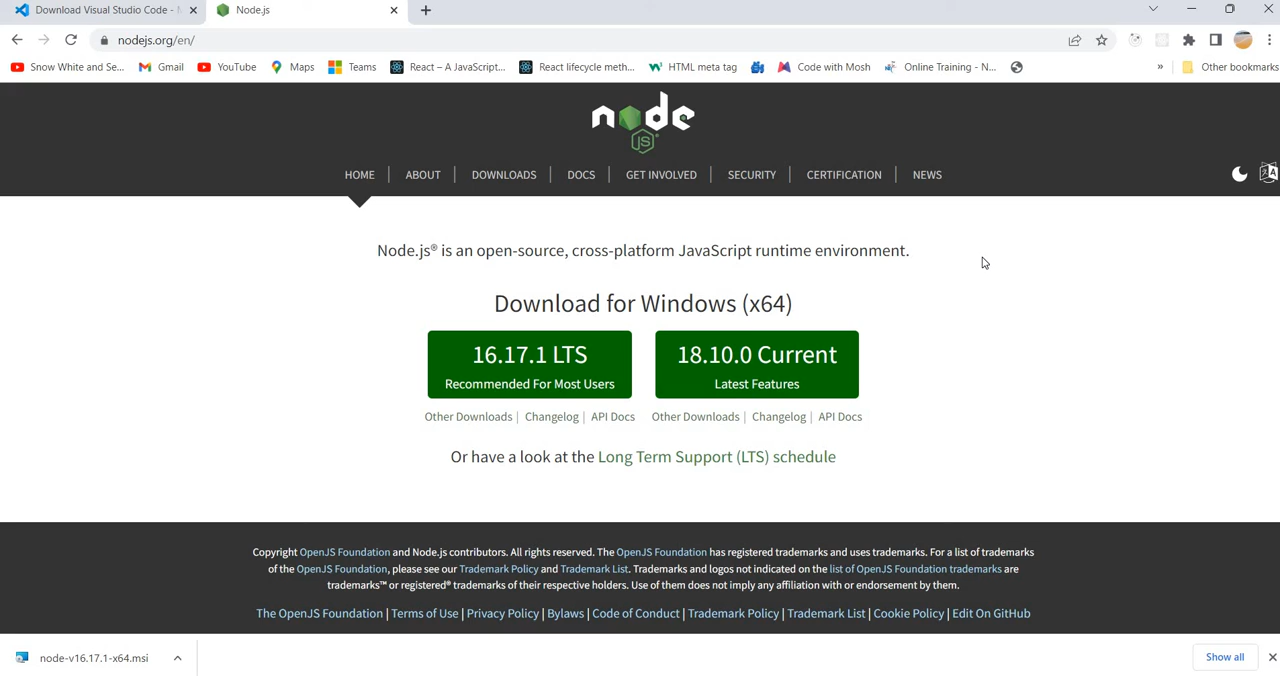 Download Visual Studio Code -
Node.js
nodejs.org/en/
Snow White and Se...
Gmail
YouTube
Maps
Teams
React – A JavaScript...
React lifecycle meth...
HTML meta tag
Code with Mosh
Online Training - N...
»
Other bookmarks
node
JS
HOME
ABOUT
DOWNLOADS
DOCS
GET INVOLVED
SECURITY
CERTIFICATION
NEWS
Node.js® is an open-source, cross-platform JavaScript runtime environment.
Download for Windows (x64)
16.17.1 LTS
Recommended For Most Users
18.10.0 Current
Latest Features
Other Downloads | Changelog | API Docs
Other Downloads | Changelog | API Docs
Or have a look at the Long Term Support (LTS) schedule
Copyright OpenJS Foundation and Node.js contributors. All rights reserved. The OpenJS Foundation has registered trademarks and uses trademarks. For a list of trademarks
of the OpenJS Foundation, please see our Trademark Policy and Trademark List. Trademarks and logos not indicated on the list of OpenJS Foundation trademarks are
trademarks™ or registered® trademarks of their respective holders. Use of them does not imply any affiliation with or endorsement by them.
The OpenJS Foundation | Terms of Use | Privacy Policy | Bylaws | Code of Conduct | Trademark Policy | Trademark List | Cookie Policy | Edit On GitHub
node-v16.17.1-x64.msi
Show all